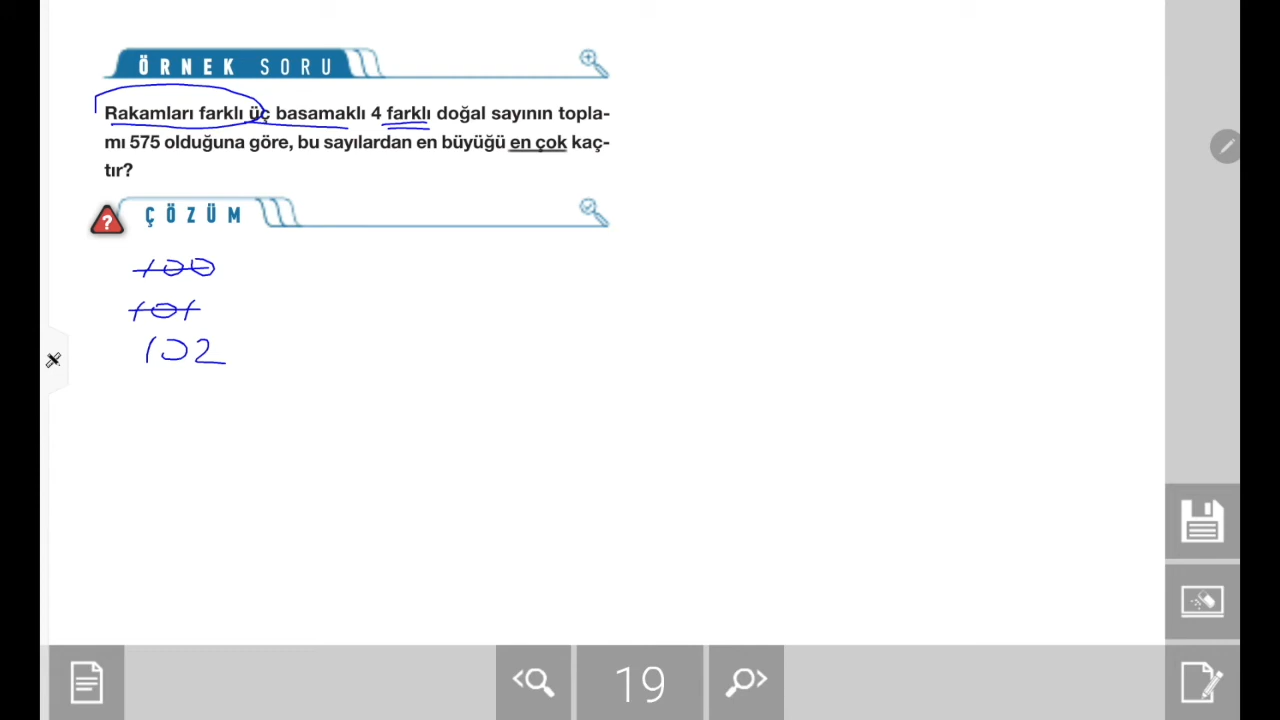 ÖRNEK SORU
Rakamları farklı üç basamaklı 4 farklı doğal sayının topla-
mı 575 olduğuna göre, bu sayılardan en büyüğü en çok kaç-
tır?
?
ÇÖZÜM
100
101
102
19